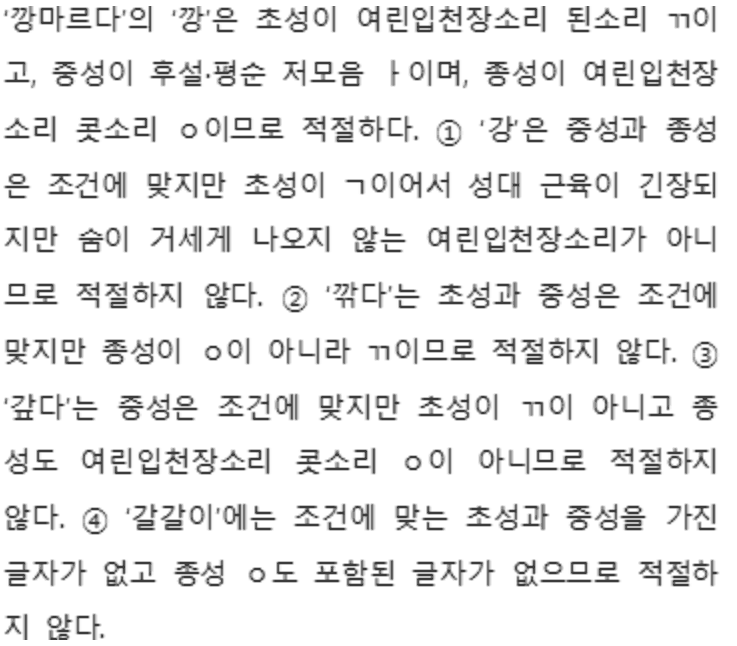 ‘깡마르다’의 ‘깡’은 초성이 여린입천장소리 된소리 ㄲ이
고, 중성이 후설·평순 저모음 ㅏ이며, 종성이 여린입천장
소리 콧소리 ㅇ이므로 적절하다. ① ‘강’은 중성과 종성
은 조건에 맞지만 초성이 ㄱ이어서 성대 근육이 긴장되
지만 숨이 거세게 나오지 않는 여린입천장소리가 아니
므로 적절하지 않다. ② ‘깎다’는 초성과 중성은 조건에
맞지만 종성이 ㅇ이 아니라 ㄲ이므로 적절하지 않다. ③
‘갚다’는 중성은 조건에 맞지만 초성이 ㄲ이 아니고 종
성도 여린입천장소리 콧소리 ㅇ이 아니므로 적절하지
않다. ④ ‘갈갈이’에는 조건에 맞는 초성과 중성을 가진
글자가 없고 종성 ㅇ도 포함된 글자가 없으므로 적절하
지 않다.